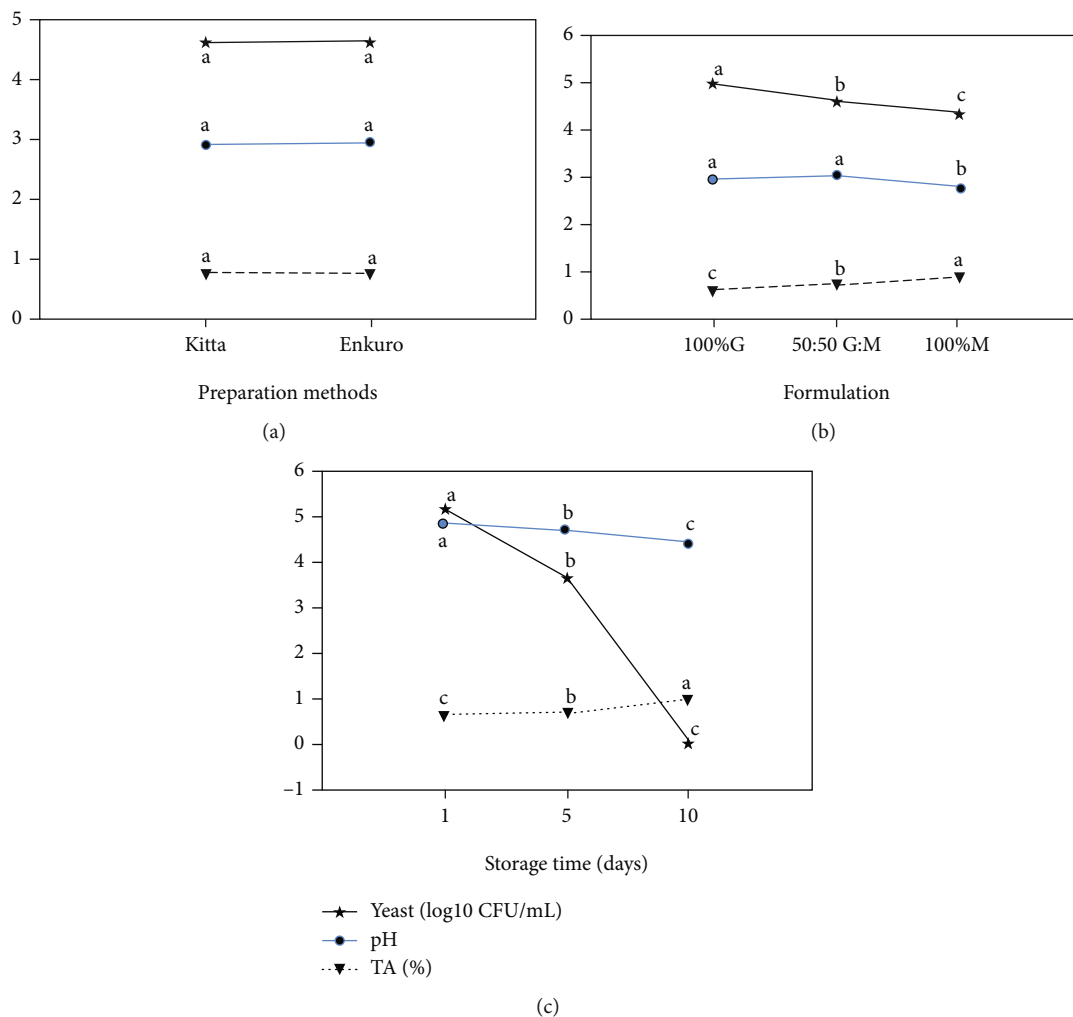 5
4
3
2
1
0
a a
a a
a a
Kitta Enkuro
Preparation methods
(a)
6
5
4
3
2
1
0
a b c
a a b
c b a
100%G 50:50 G:M 100%M
Formulation
(b)
6
5
4
3
2
1
0
–1
a
b c
a
b
c b a
c
1 5 10
Storage time (days)
Yeast (log10 CFU/mL)
pH
TA (%)
(c)